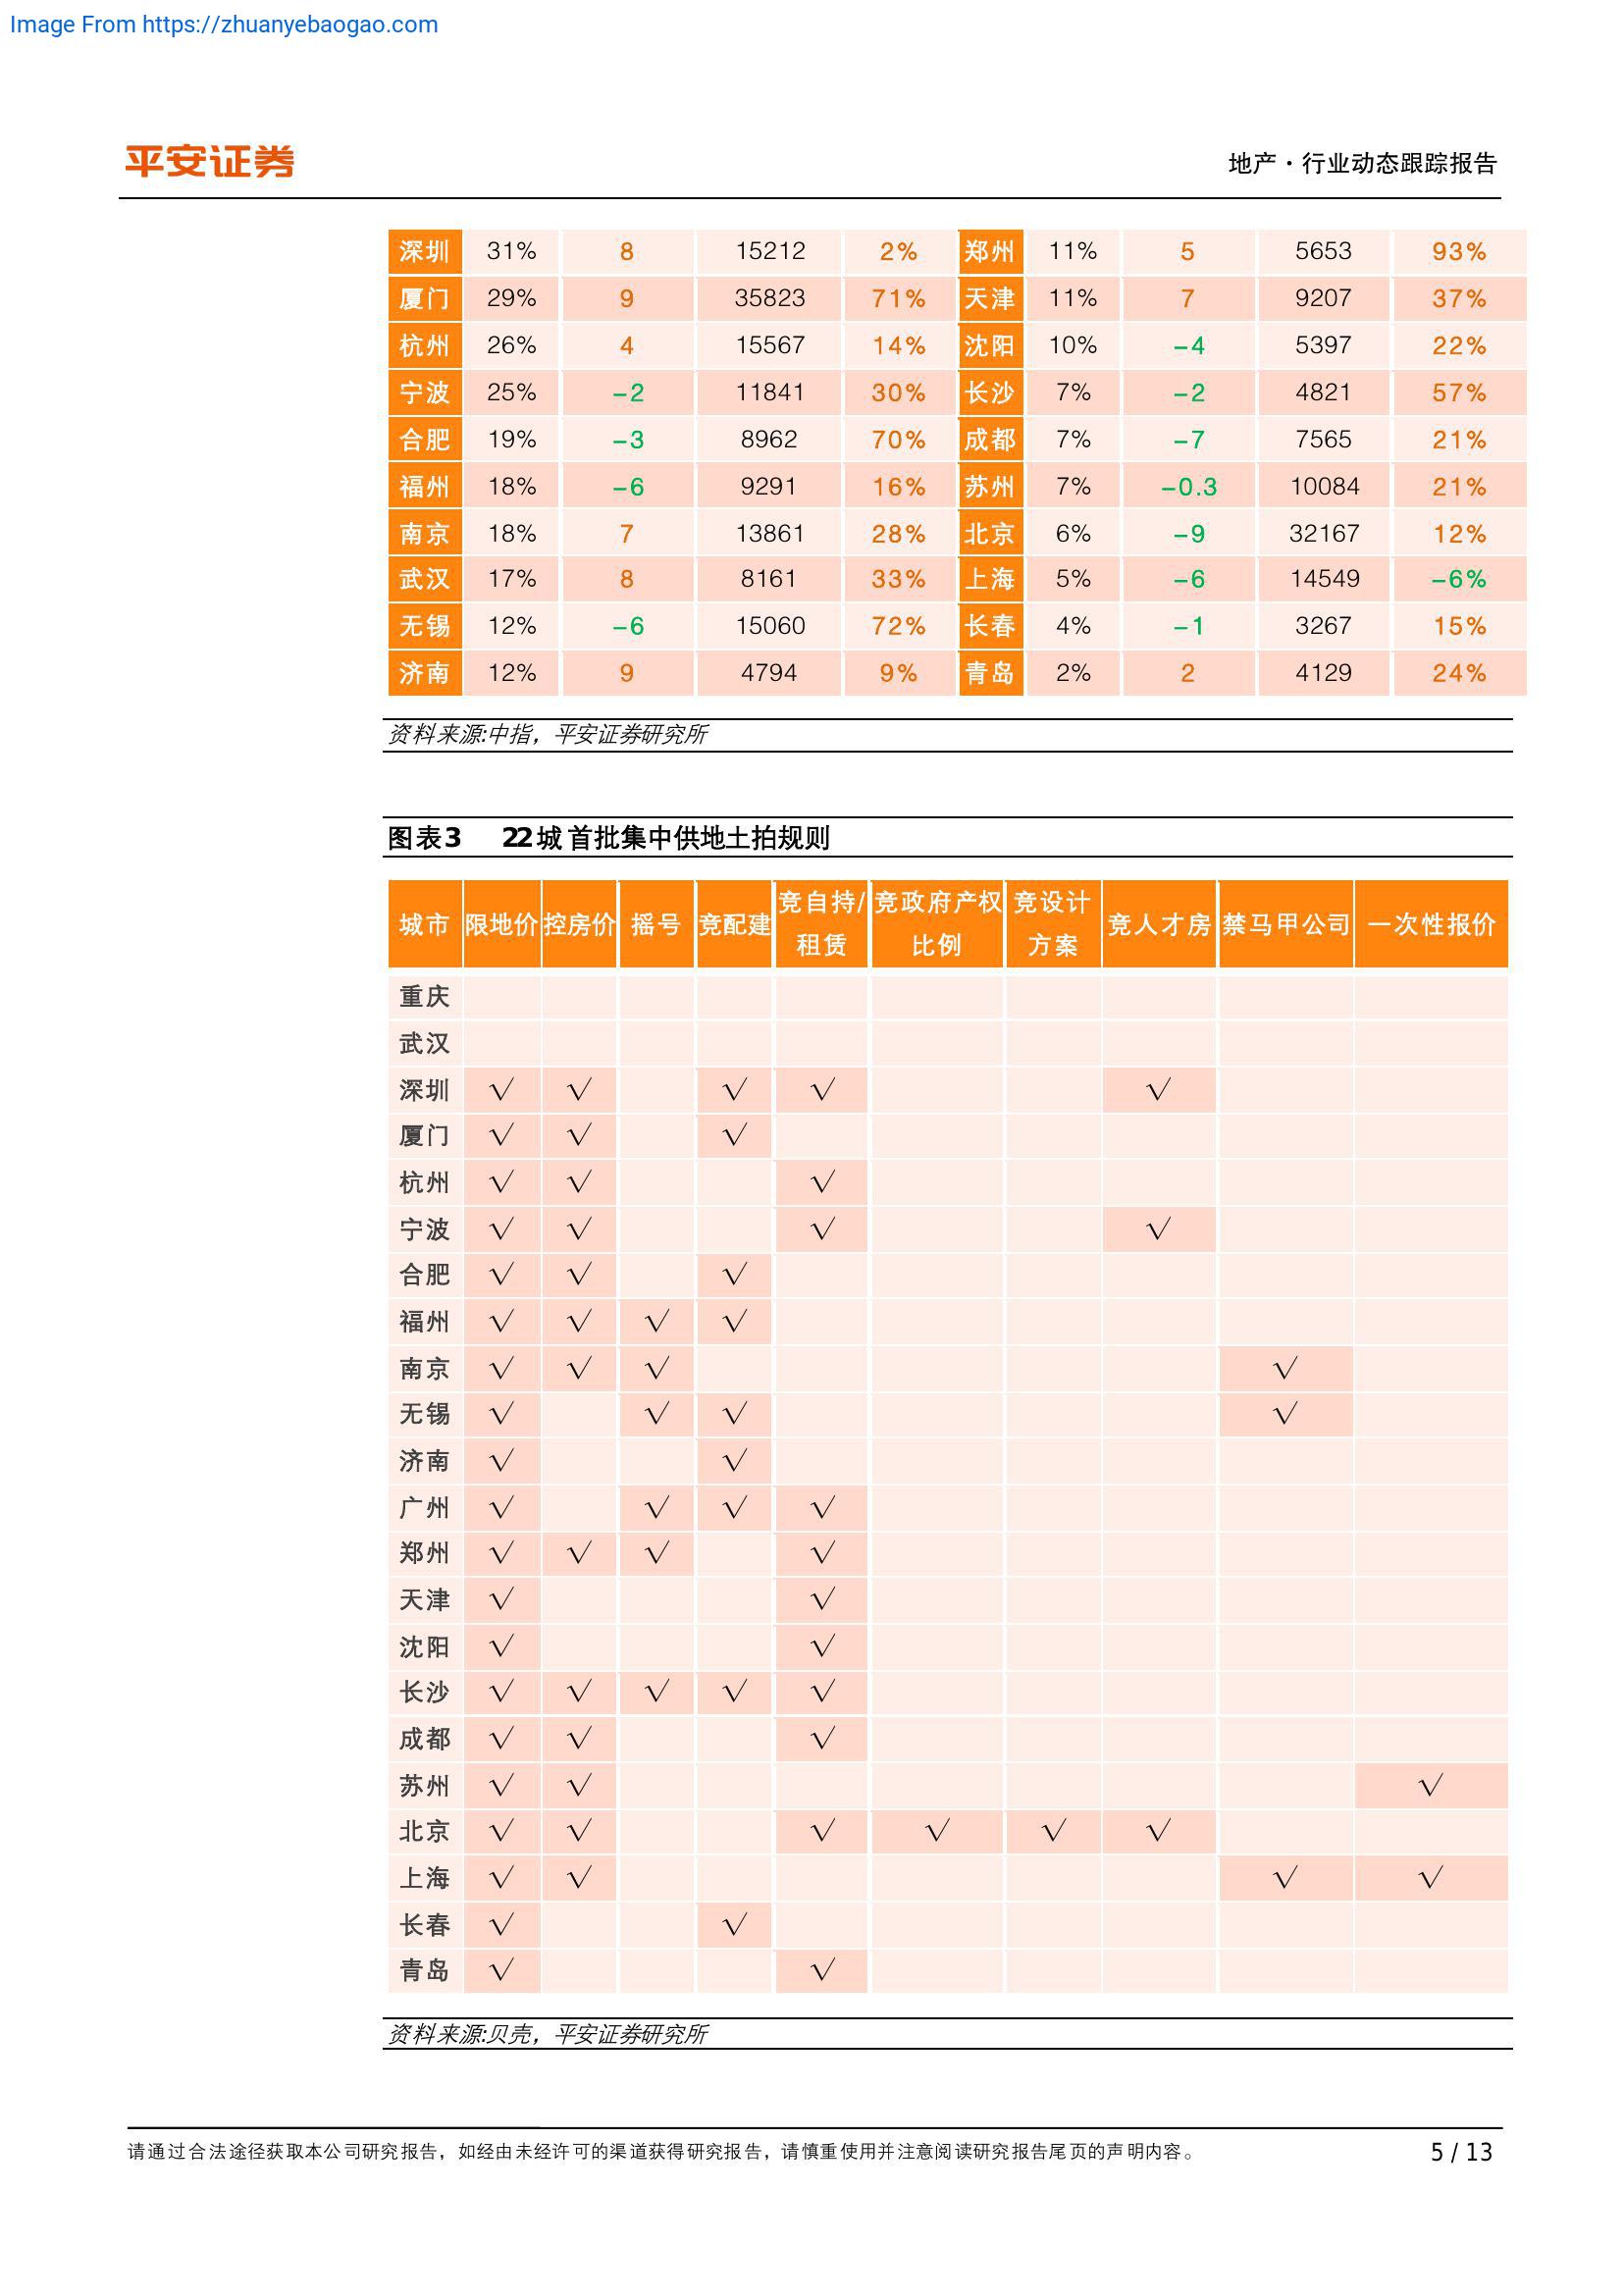 Image From https://zhuanyebaogao.com
平安证券
地产·行业动态跟踪报告
深圳 31% 8 15212 2% 郑州 11% 5 5653 93%
厦门 29% 9 35823 71% 天津 11% 7 9207 37%
杭州 26% 4 15567 14% 沈阳 10% -4 5397 22%
宁波 25% -2 11841 30% 长沙 7% -2 4821 57%
合肥 19% -3 8962 70% 成都 7% -7 7565 21%
福州 18% -6 9291 16% 苏州 7% -0.3 10084 21%
南京 18% 7 13861 28% 北京 6% -9 32167 12%
武汉 17% 8 8161 33% 上海 5% -6 14549 -6%
无锡 12% -6 15060 72% 长春 4% -1 3267 15%
济南 12% 9 4794 9% 青岛 2% 2 4129 24%
资料来源:中指，平安证券研究所
图表3 22城首批集中供地土拍规则
城市 限地价 控房价 摇号 竞配建 竞自持/租赁 竞政府产权比例 竞设计方案 竞人才房 禁马甲公司 一次性报价
重庆
武汉
深圳 √ √ √ √ √
厦门 √ √ √
杭州 √ √ √
宁波 √ √ √ √
合肥 √ √ √
福州 √ √ √ √
南京 √ √ √ √
无锡 √ √ √ √
济南 √ √
广州 √ √ √ √
郑州 √ √ √ √
天津 √ √
沈阳 √ √
长沙 √ √ √ √ √
成都 √ √ √
苏州 √ √ √
北京 √ √ √ √ √ √
上海 √ √ √ √
长春 √ √
青岛 √ √
资料来源:贝壳，平安证券研究所
请通过合法途径获取本公司研究报告，如经由未经许可的渠道获得研究报告，请慎重使用并注意阅读研究报告尾页的声明内容。
5 / 13